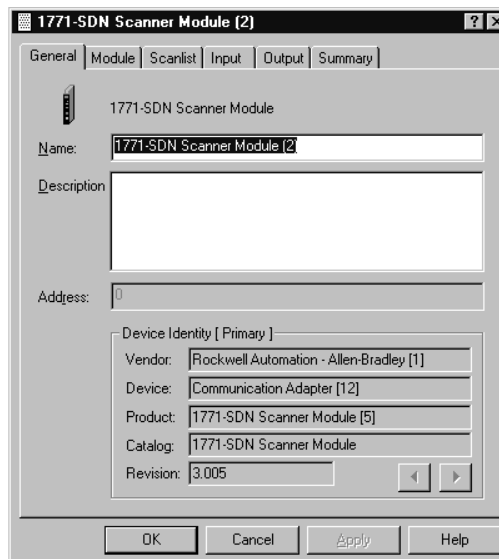 1771-SDN Scanner Module (2)
General Module Scanlist Input Output Summary
1771-SDN Scanner Module
Name: 1771-SDN Scanner Module (2)
Description
Address: 0
Device Identity [ Primary ]
Vendor: Rockwell Automation - Allen-Bradley [1]
Device: Communication Adapter [12]
Product: 1771-SDN Scanner Module [5]
Catalog: 1771-SDN Scanner Module
Revision: 3.005
OK Cancel Apply Help